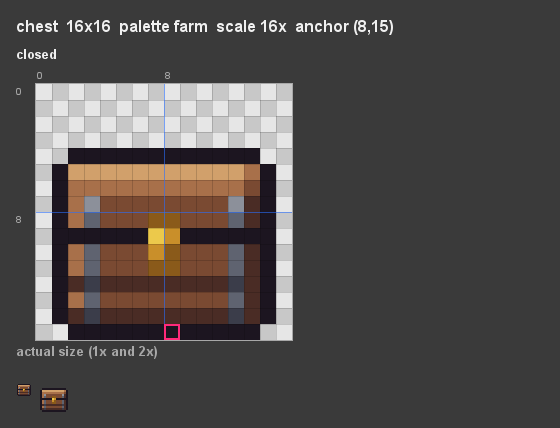 chest 16x16 palette farm scale 16x anchor (8,15)
closed
0 8
0
8
actual size (1x and 2x)